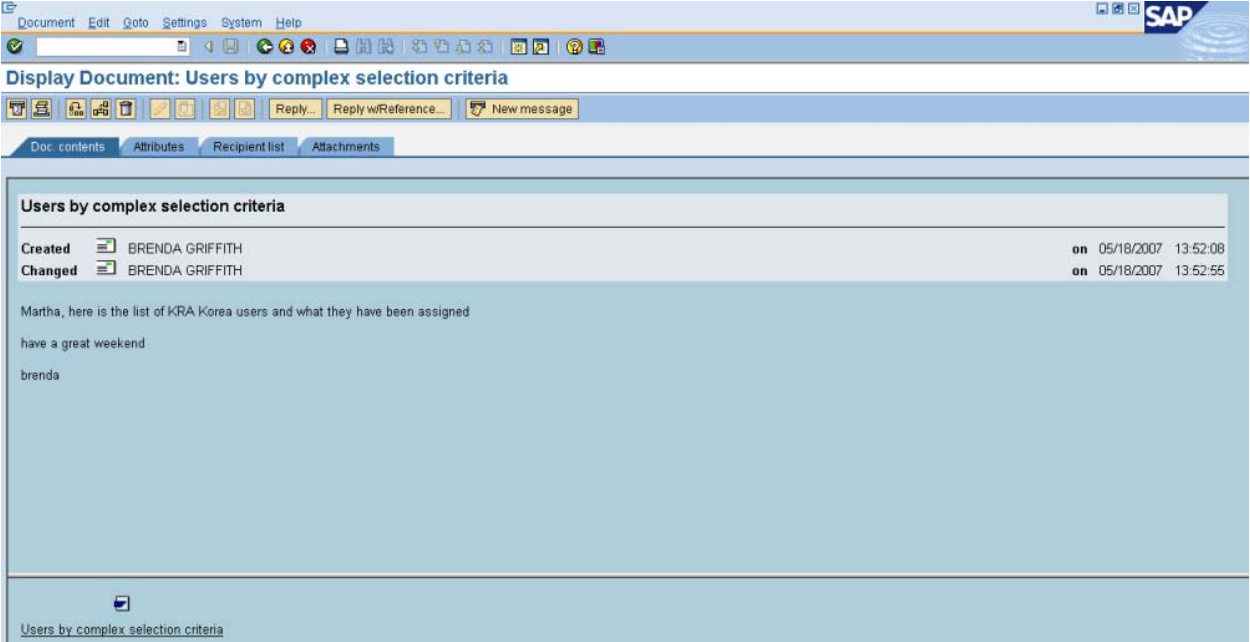 Document Edit Goto Settings System Help
SAP
Display Document: Users by complex selection criteria
Reply... Reply w/Reference... New message
Doc. contents Attributes Recipient list Attachments
Users by complex selection criteria
Created BRENDA GRIFFITH on 05/18/2007 13:52:08
Changed BRENDA GRIFFITH on 05/18/2007 13:52:55
Martha, here is the list of KRA Korea users and what they have been assigned
have a great weekend
brenda
Users by complex selection criteria